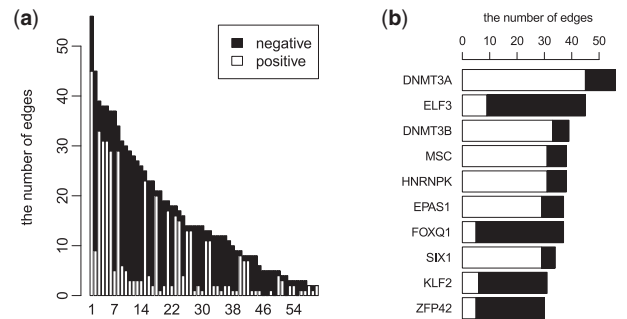 (a)
the number of edges
50
40
30
20
10
0
negative
positive
1 7 14 22 30 38 46 54
(b)
the number of edges
0 10 20 30 40 50
DNMT3A
ELF3
DNMT3B
MSC
HNRNPK
EPAS1
FOXQ1
SIX1
KLF2
ZFP42